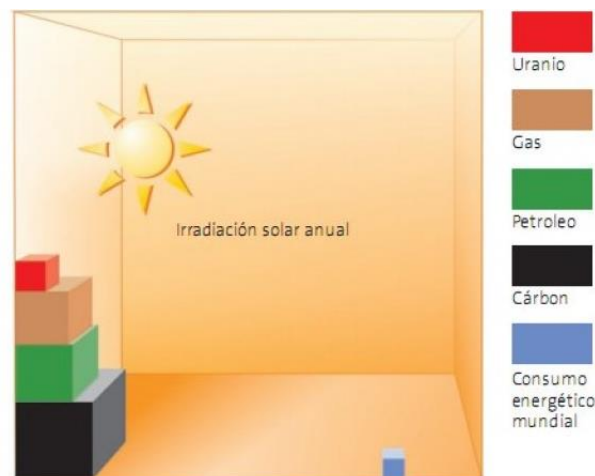 Irradiación solar anual
Uranio
Gas
Petroleo
Cárbon
Consumo
energético
mundial